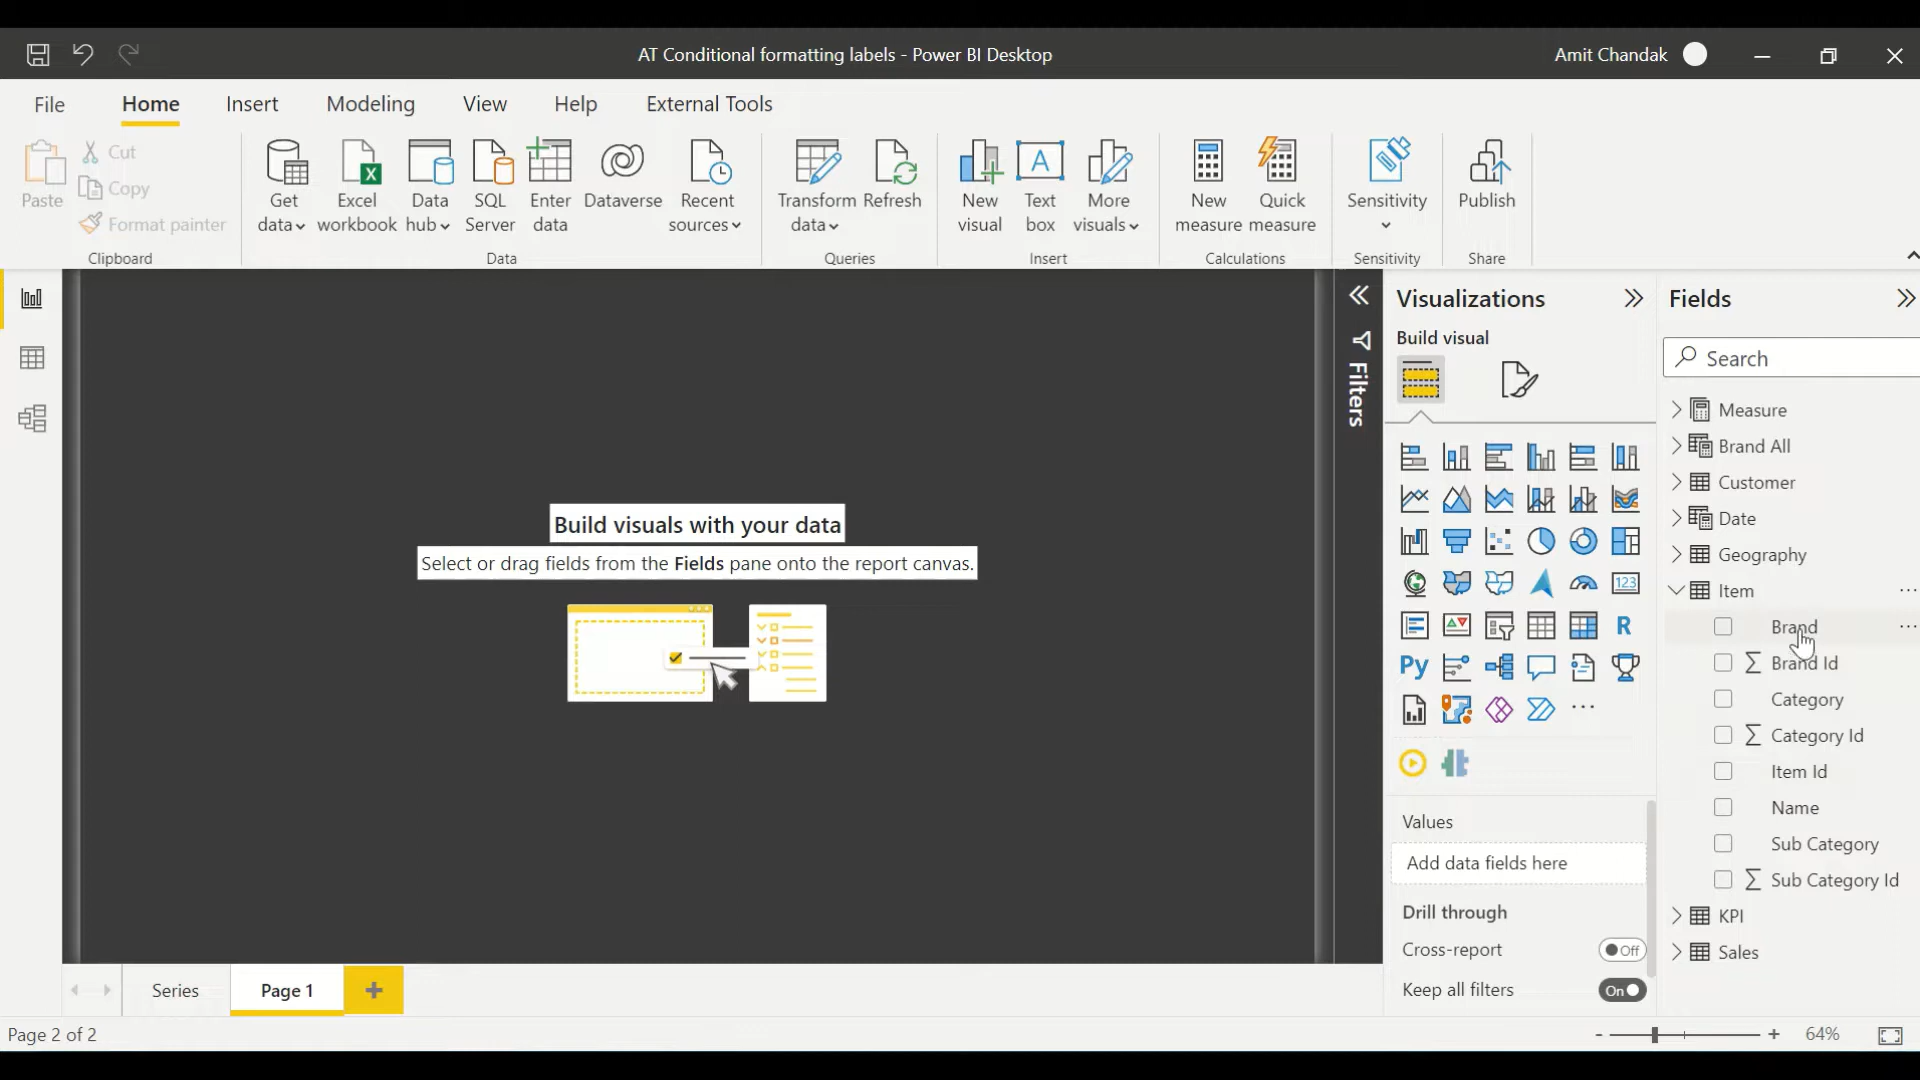 AT Conditional formatting labels - Power BI Desktop
Amit Chandak
File
Home
Insert
Modeling
View
Help
External Tools
Paste
Cut
Copy
Format painter
Clipboard
Get
data
Excel
workbook
Data
hub
SQL
Server
Enter
data
Dataverse
Recent
sources
Data
Transform
data
Refresh
Queries
New
visual
Text
box
More
visuals
Insert
New
measure
Quick
measure
Calculations
Sensitivity
Sensitivity
Publish
Share
Build visuals with your data
Select or drag fields from the Fields pane onto the report canvas.
Filters
Visualizations
Build visual
123
R
Py
Values
Add data fields here
Drill through
Cross-report
Off
Keep all filters
On
Fields
Search
Measure
Brand All
Customer
Date
Geography
Item
Brand
Σ Brand Id
Category
Σ Category Id
Item Id
Name
Sub Category
Σ Sub Category Id
KPI
Sales
Series
Page 1
+
Page 2 of 2
- + 64%